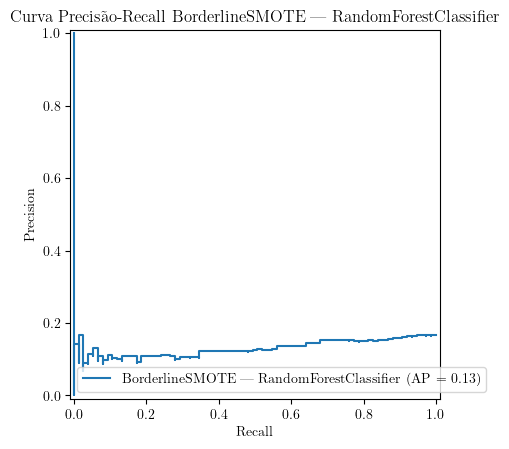 Curva Precisão-Recall BorderlineSMOTE — RandomForestClassifier
1.0
0.8
0.6
0.4
0.2
0.0
Precision
BorderlineSMOTE — RandomForestClassifier (AP = 0.13)
0.0 0.2 0.4 0.6 0.8 1.0
Recall